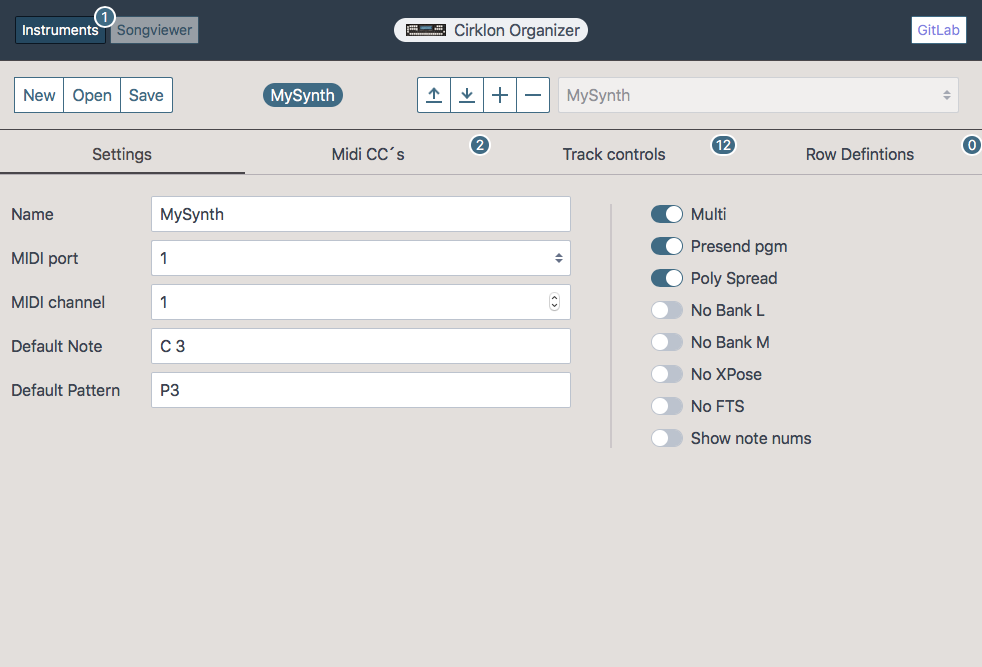 Instruments 1 Songviewer Cirklon Organizer GitLab
New Open Save MySynth MySynth
Settings Midi CC´s 2 Track controls 12 Row Defintions 0
Name MySynth
MIDI port 1
MIDI channel 1
Default Note C 3
Default Pattern P3
Multi
Presend pgm
Poly Spread
No Bank L
No Bank M
No XPose
No FTS
Show note nums